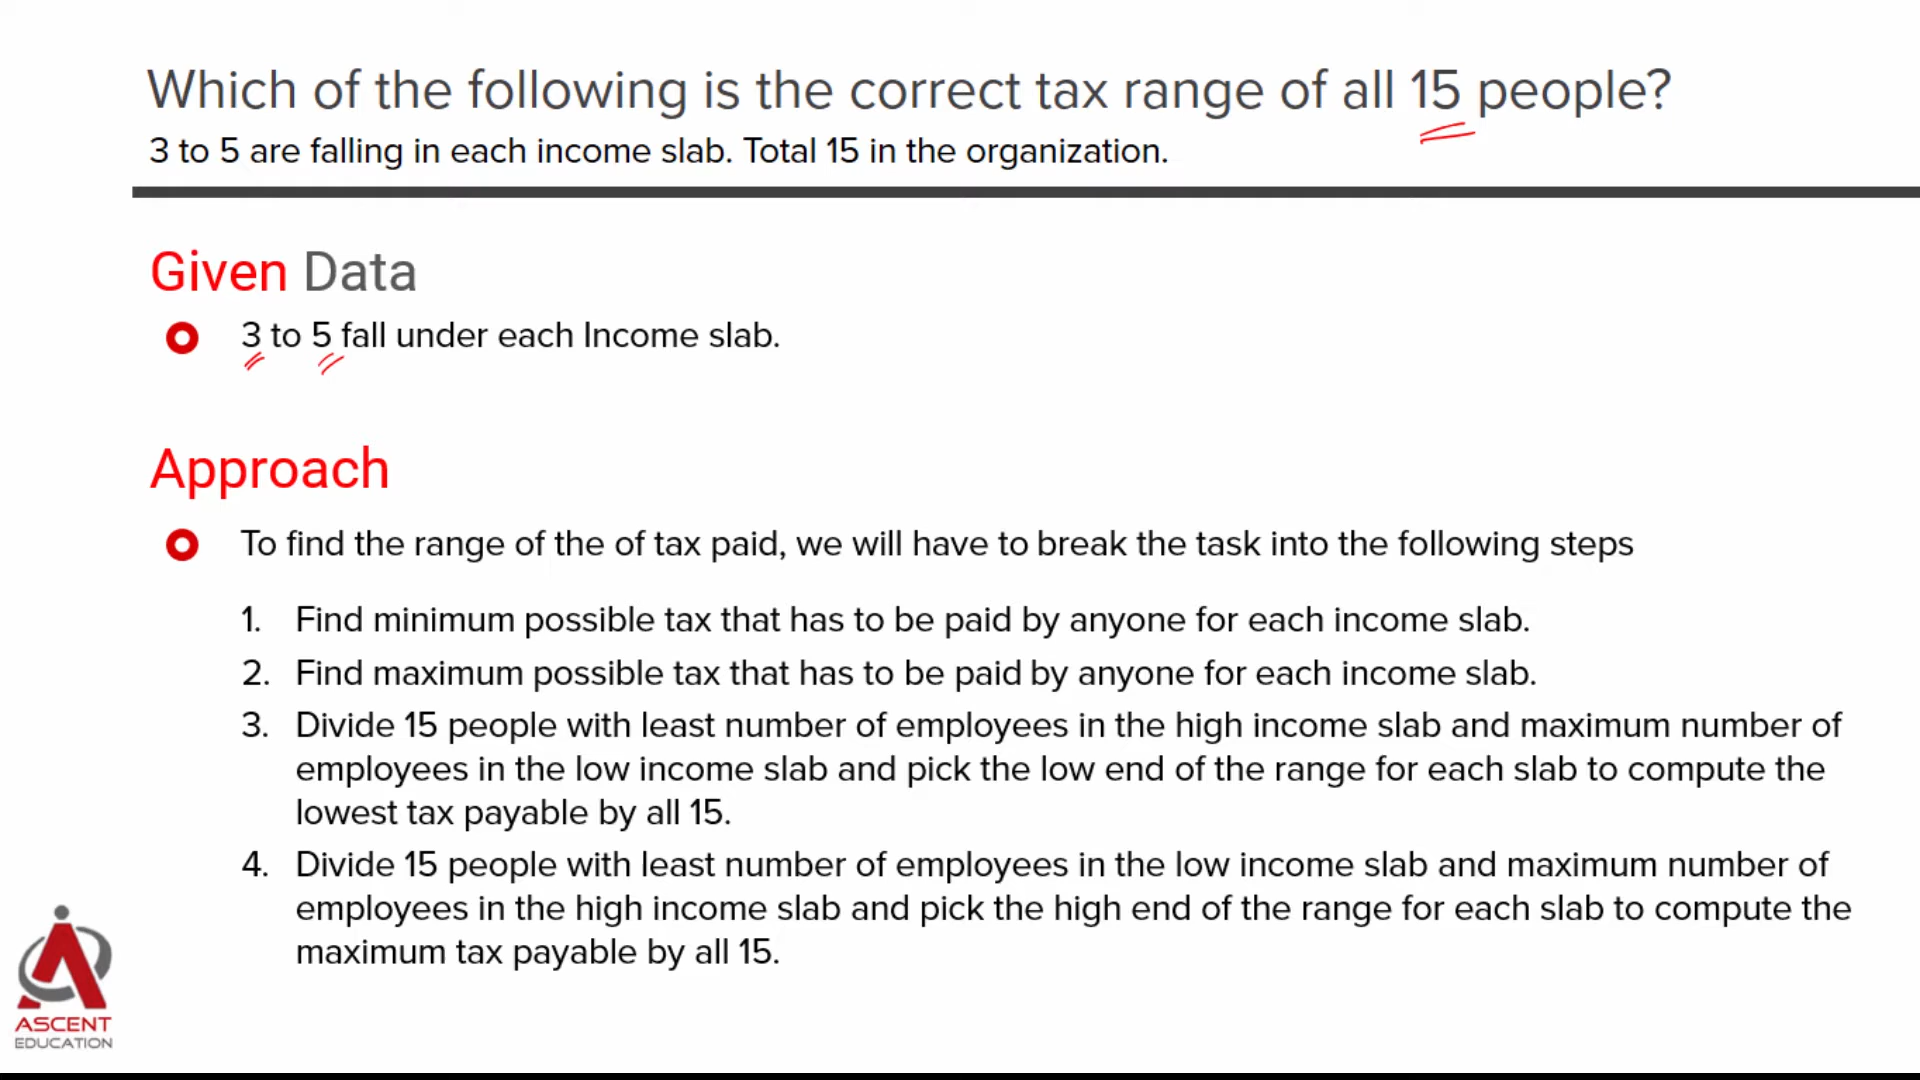 Which of the following is the correct tax range of all 15 people?
3 to 5 are falling in each income slab. Total 15 in the organization.
Given Data
3 to 5 fall under each Income slab.
Approach
To find the range of the of tax paid, we will have to break the task into the following steps
1. Find minimum possible tax that has to be paid by anyone for each income slab.
2. Find maximum possible tax that has to be paid by anyone for each income slab.
3. Divide 15 people with least number of employees in the high income slab and maximum number of
employees in the low income slab and pick the low end of the range for each slab to compute the
lowest tax payable by all 15.
4. Divide 15 people with least number of employees in the low income slab and maximum number of
employees in the high income slab and pick the high end of the range for each slab to compute the
maximum tax payable by all 15.
ASCENT
EDUCATION